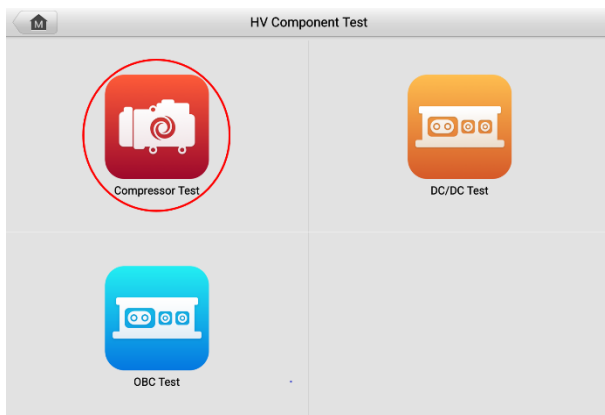 M
HV Component Test
Compressor Test
DC/DC Test
OBC Test